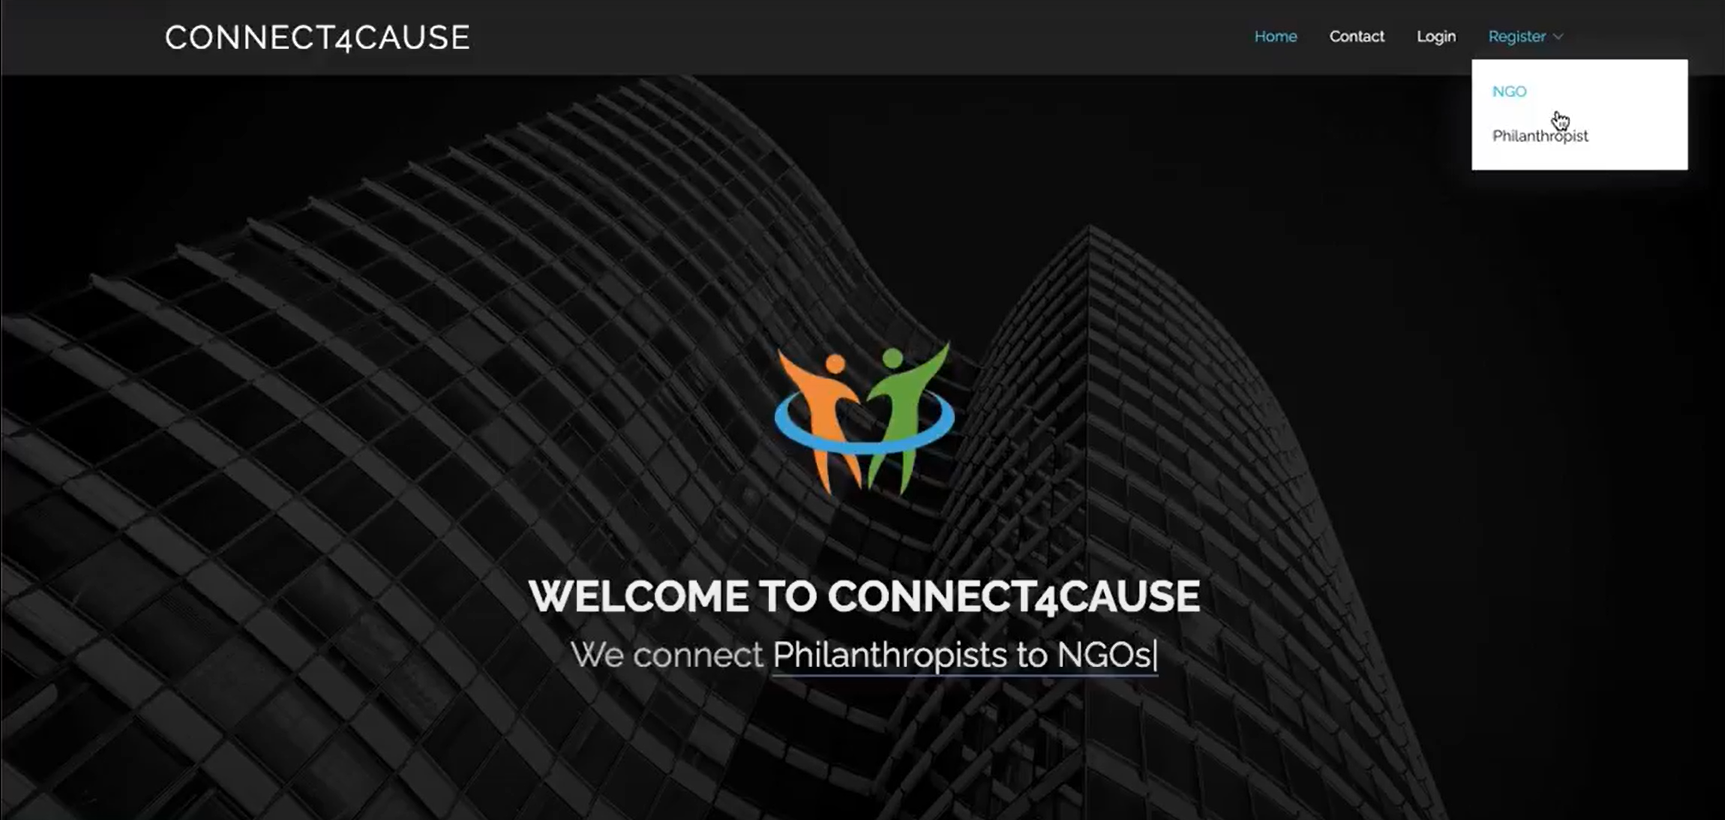 CONNECT4CAUSE
Home Contact Login Register
NGO
Philanthropist
WELCOME TO CONNECT4CAUSE
We connect Philanthropists to NGOs|